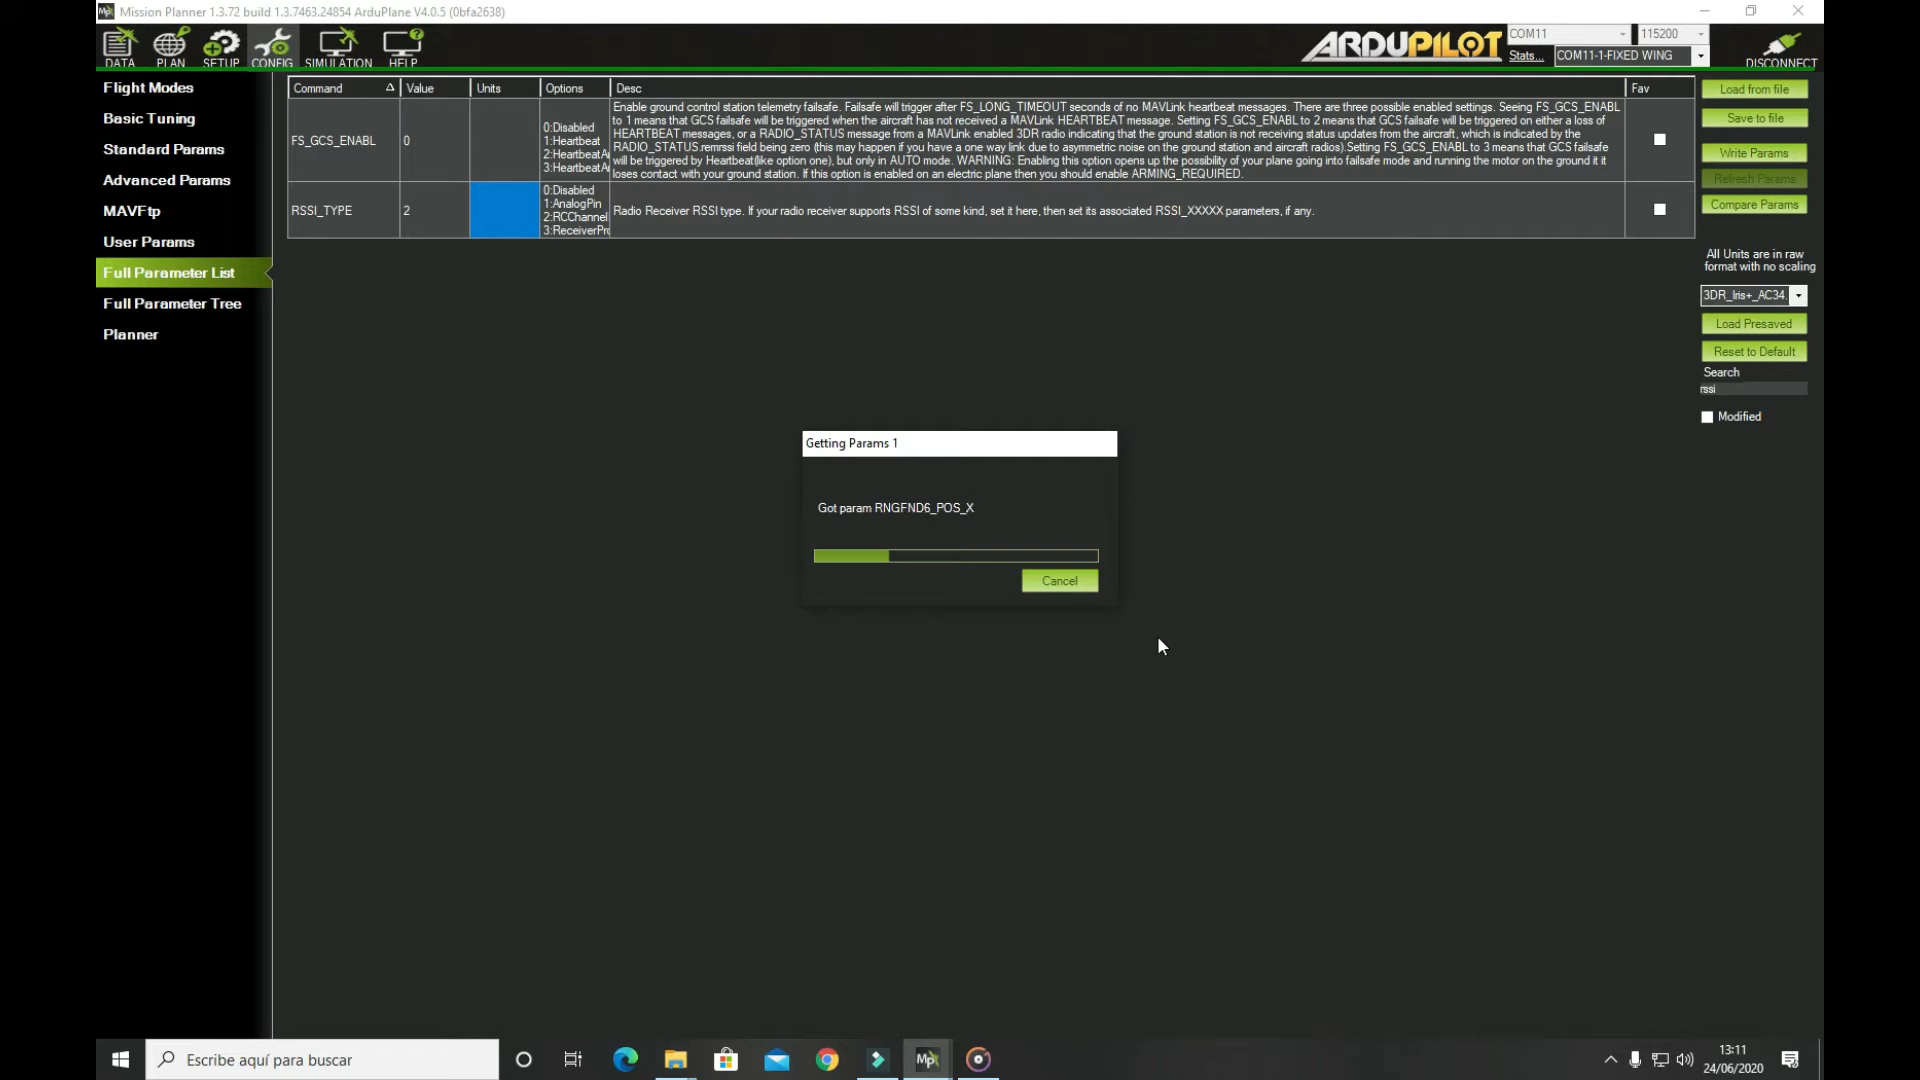 Mission Planner 1.3.72 build 1.3.7463.24854 ArduPlane V4.0.5 (0bfa2638)
DATA PLAN SETUP CONFIG SIMULATION HELP
ARDUPILOT
COM11 115200
Stats... COM11-1-FIXED WING
DISCONNECT
Flight Modes
Basic Tuning
Standard Params
Advanced Params
MAVFtp
User Params
Full Parameter List
Full Parameter Tree
Planner
Command Value Units Options Desc Fav
FS_GCS_ENABL 0
0:Disabled
1:Heartbeat
2:HeartbeatA
3:HeartbeatA
Enable ground control station telemetry failsafe. Failsafe will trigger after FS_LONG_TIMEOUT seconds of no MAVLink heartbeat messages. There are three possible enabled settings. Seeing FS_GCS_ENABL
to 1 means that GCS failsafe will be triggered when the aircraft has not received a MAVLink HEARTBEAT message. Setting FS_GCS_ENABL to 2 means that GCS failsafe will be triggered on either a loss of
HEARTBEAT messages, or a RADIO_STATUS message from a MAVLink enabled 3DR radio indicating that the ground station is not receiving status updates from the aircraft, which is indicated by the
RADIO_STATUS.remrssi field being zero (this may happen if you have a one way link due to asymmetric noise on the ground station and aircraft radios).Setting FS_GCS_ENABL to 3 means that GCS failsafe
will be triggered by Heartbeat(like option one), but only in AUTO mode. WARNING: Enabling this option opens up the possibility of your plane going into failsafe mode and running the motor on the ground it it
loses contact with your ground station. If this option is enabled on an electric plane then you should enable ARMING_REQUIRED.
RSSI_TYPE 2
0:Disabled
1:AnalogPin
2:RCChannel
3:ReceiverPro
Radio Receiver RSSI type. If your radio receiver supports RSSI of some kind, set it here, then set its associated RSSI_XXXXX parameters, if any.
Load from file
Save to file
Write Params
Refresh Params
Compare Params
All Units are in raw
format with no scaling
3DR_Iris+_AC34.
Load Presaved
Reset to Default
Search
rssi
Modified
Getting Params 1
Got param RNGFND6_POS_X
Cancel
Escribe aquí para buscar
Mp
13:11
24/06/2020